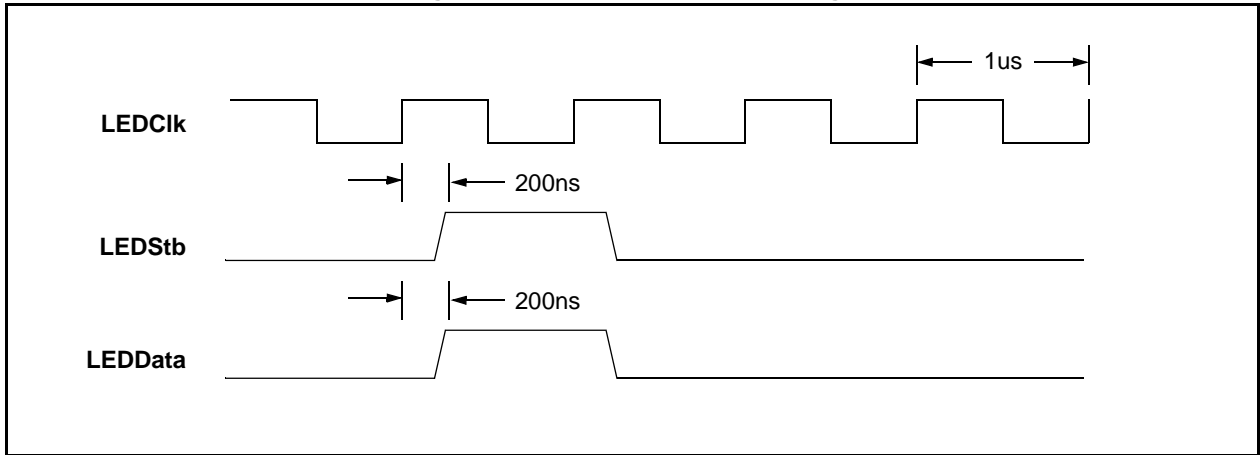 1us
LEDClk
200ns
LEDStb
200ns
LEDData